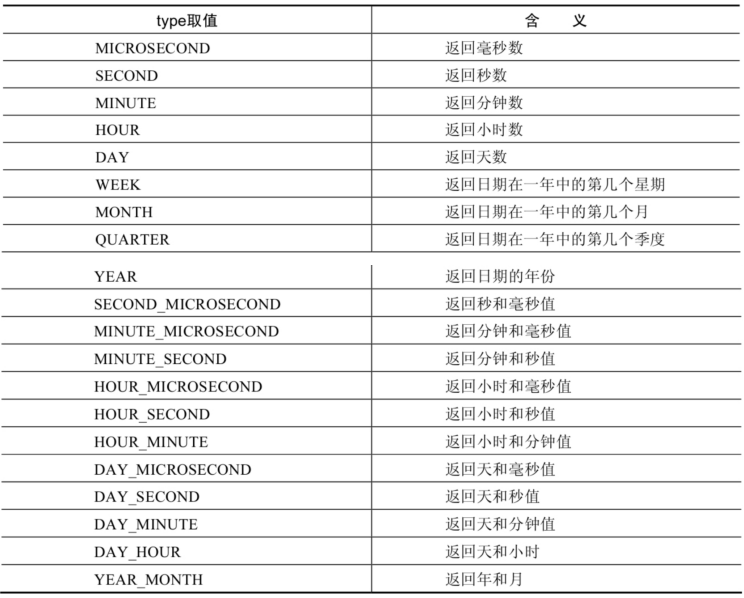 type取值 含 义
MICROSECOND 返回毫秒数
SECOND 返回秒数
MINUTE 返回分钟数
HOUR 返回小时数
DAY 返回天数
WEEK 返回日期在一年中的第几个星期
MONTH 返回日期在一年中的第几个月
QUARTER 返回日期在一年中的第几个季度
YEAR 返回日期的年份
SECOND_MICROSECOND 返回秒和毫秒值
MINUTE_MICROSECOND 返回分钟和毫秒值
MINUTE_SECOND 返回分钟和秒值
HOUR_MICROSECOND 返回小时和毫秒值
HOUR_SECOND 返回小时和秒值
HOUR_MINUTE 返回小时和分钟值
DAY_MICROSECOND 返回天和毫秒值
DAY_SECOND 返回天和秒值
DAY_MINUTE 返回天和分钟值
DAY_HOUR 返回天和小时
YEAR_MONTH 返回年和月